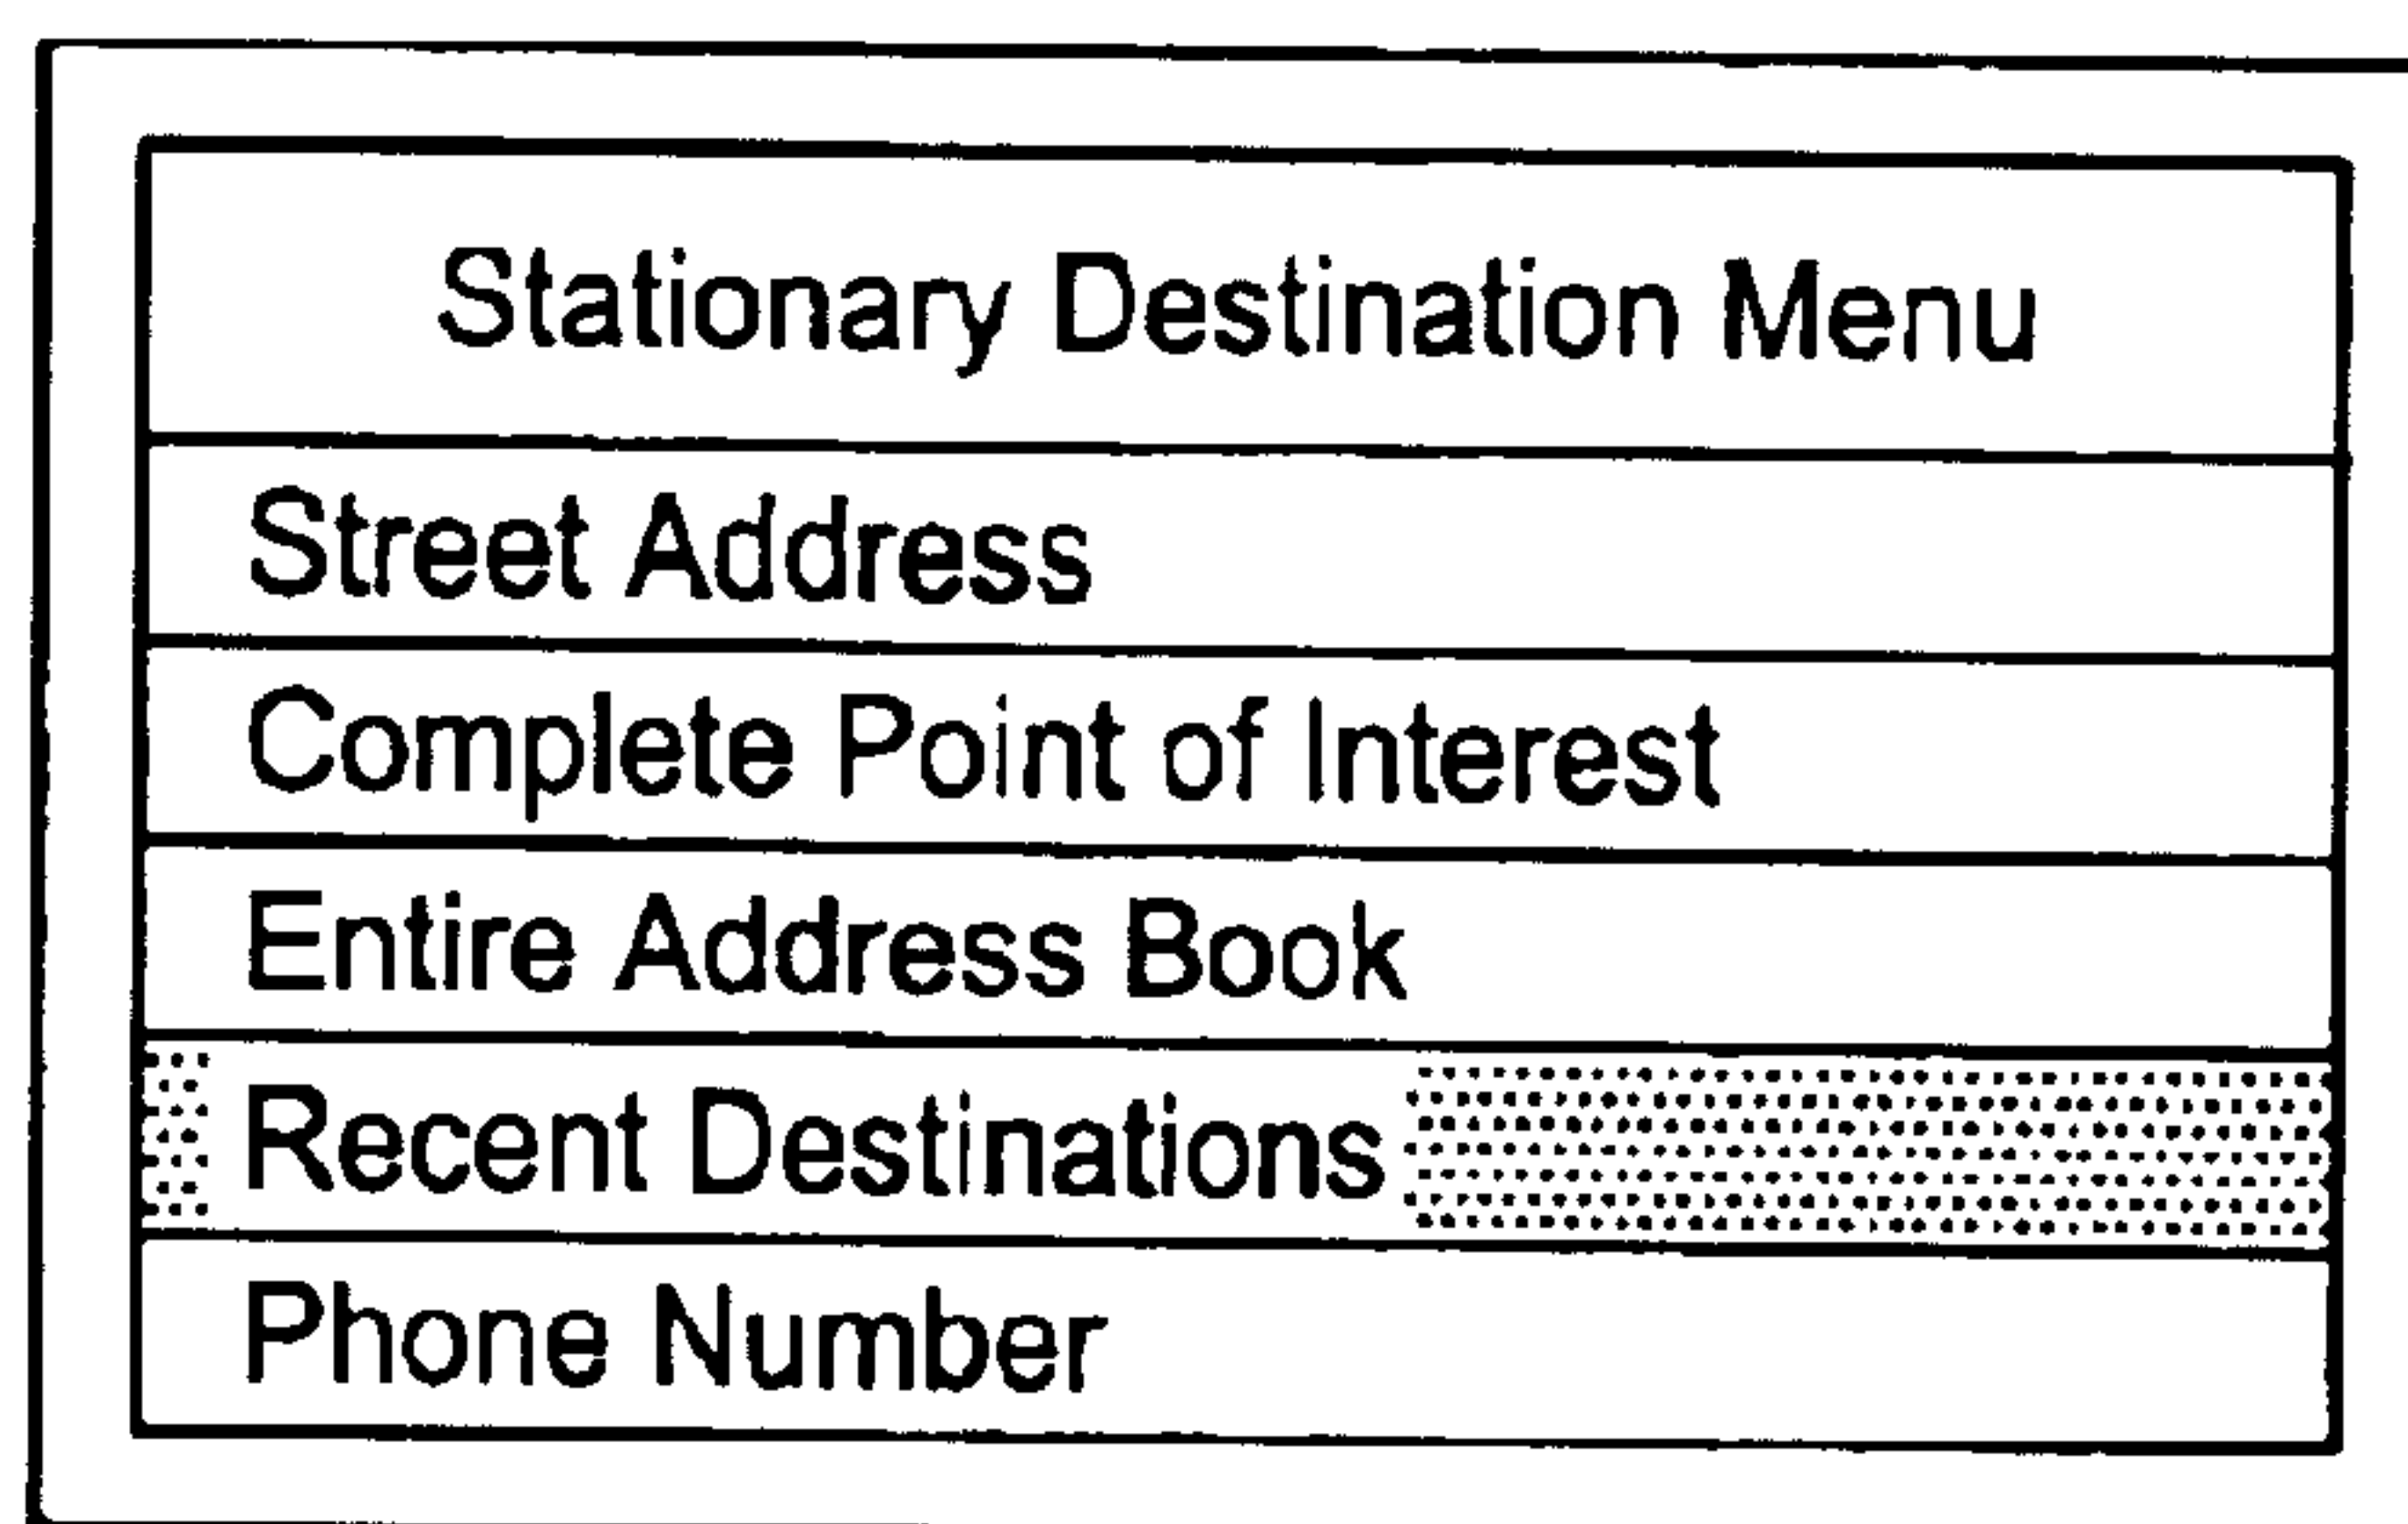 Stationary Destination Menu
Street Address
Complete Point of Interest
Entire Address Book
Recent Destinations
Phone Number